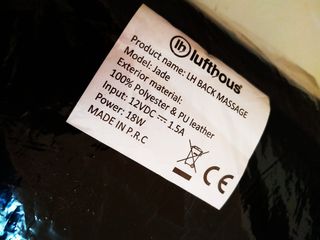 lh lufthous
Product name: LH BACK MASSAGE
Model: Jade
Exterior material:
100% Polyester & PU leather
Input: 12VDC ⎓ 1.5A
Power: 18W
MADE IN P.R.C
CE